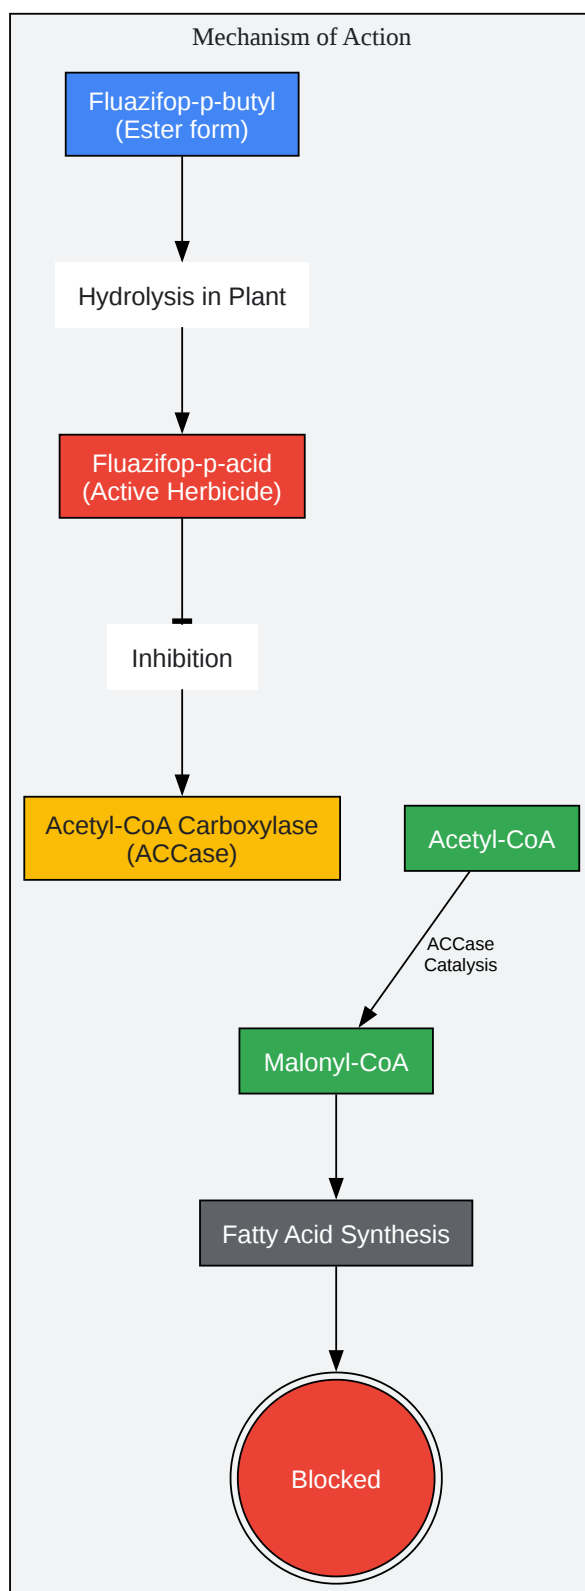 Mechanism of Action
Fluazifop-p-butyl
(Ester form)
Hydrolysis in Plant
Fluazifop-p-acid
(Active Herbicide)
Inhibition
Acetyl-CoA Carboxylase
(ACCase)
Acetyl-CoA
ACCase
Catalysis
Malonyl-CoA
Fatty Acid Synthesis
Blocked